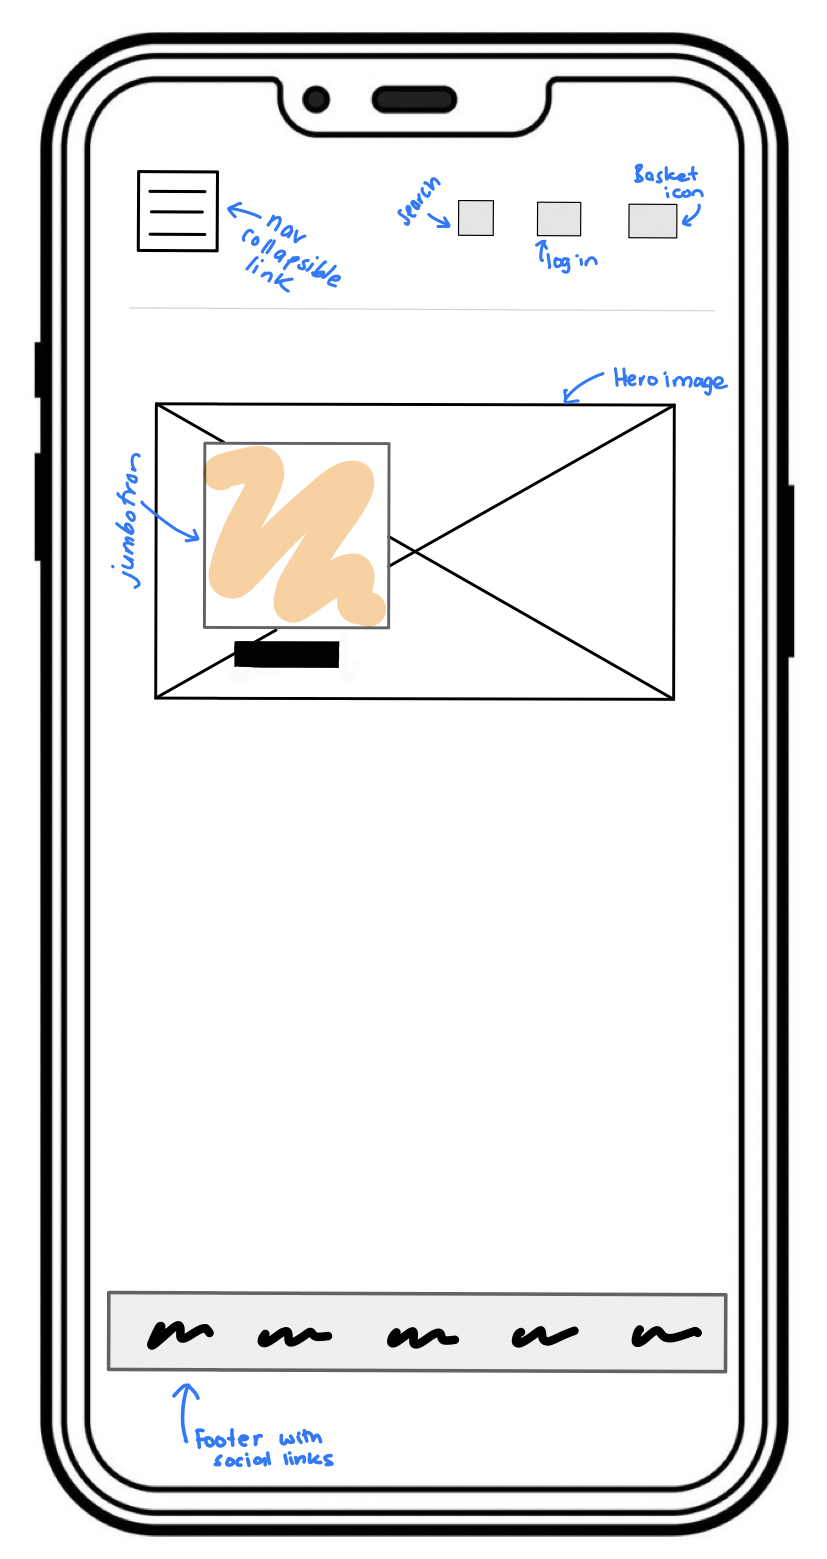 search
Basket
icon
nav
collapsible
link
log in
Hero image
jumbotron
Footer with
social links